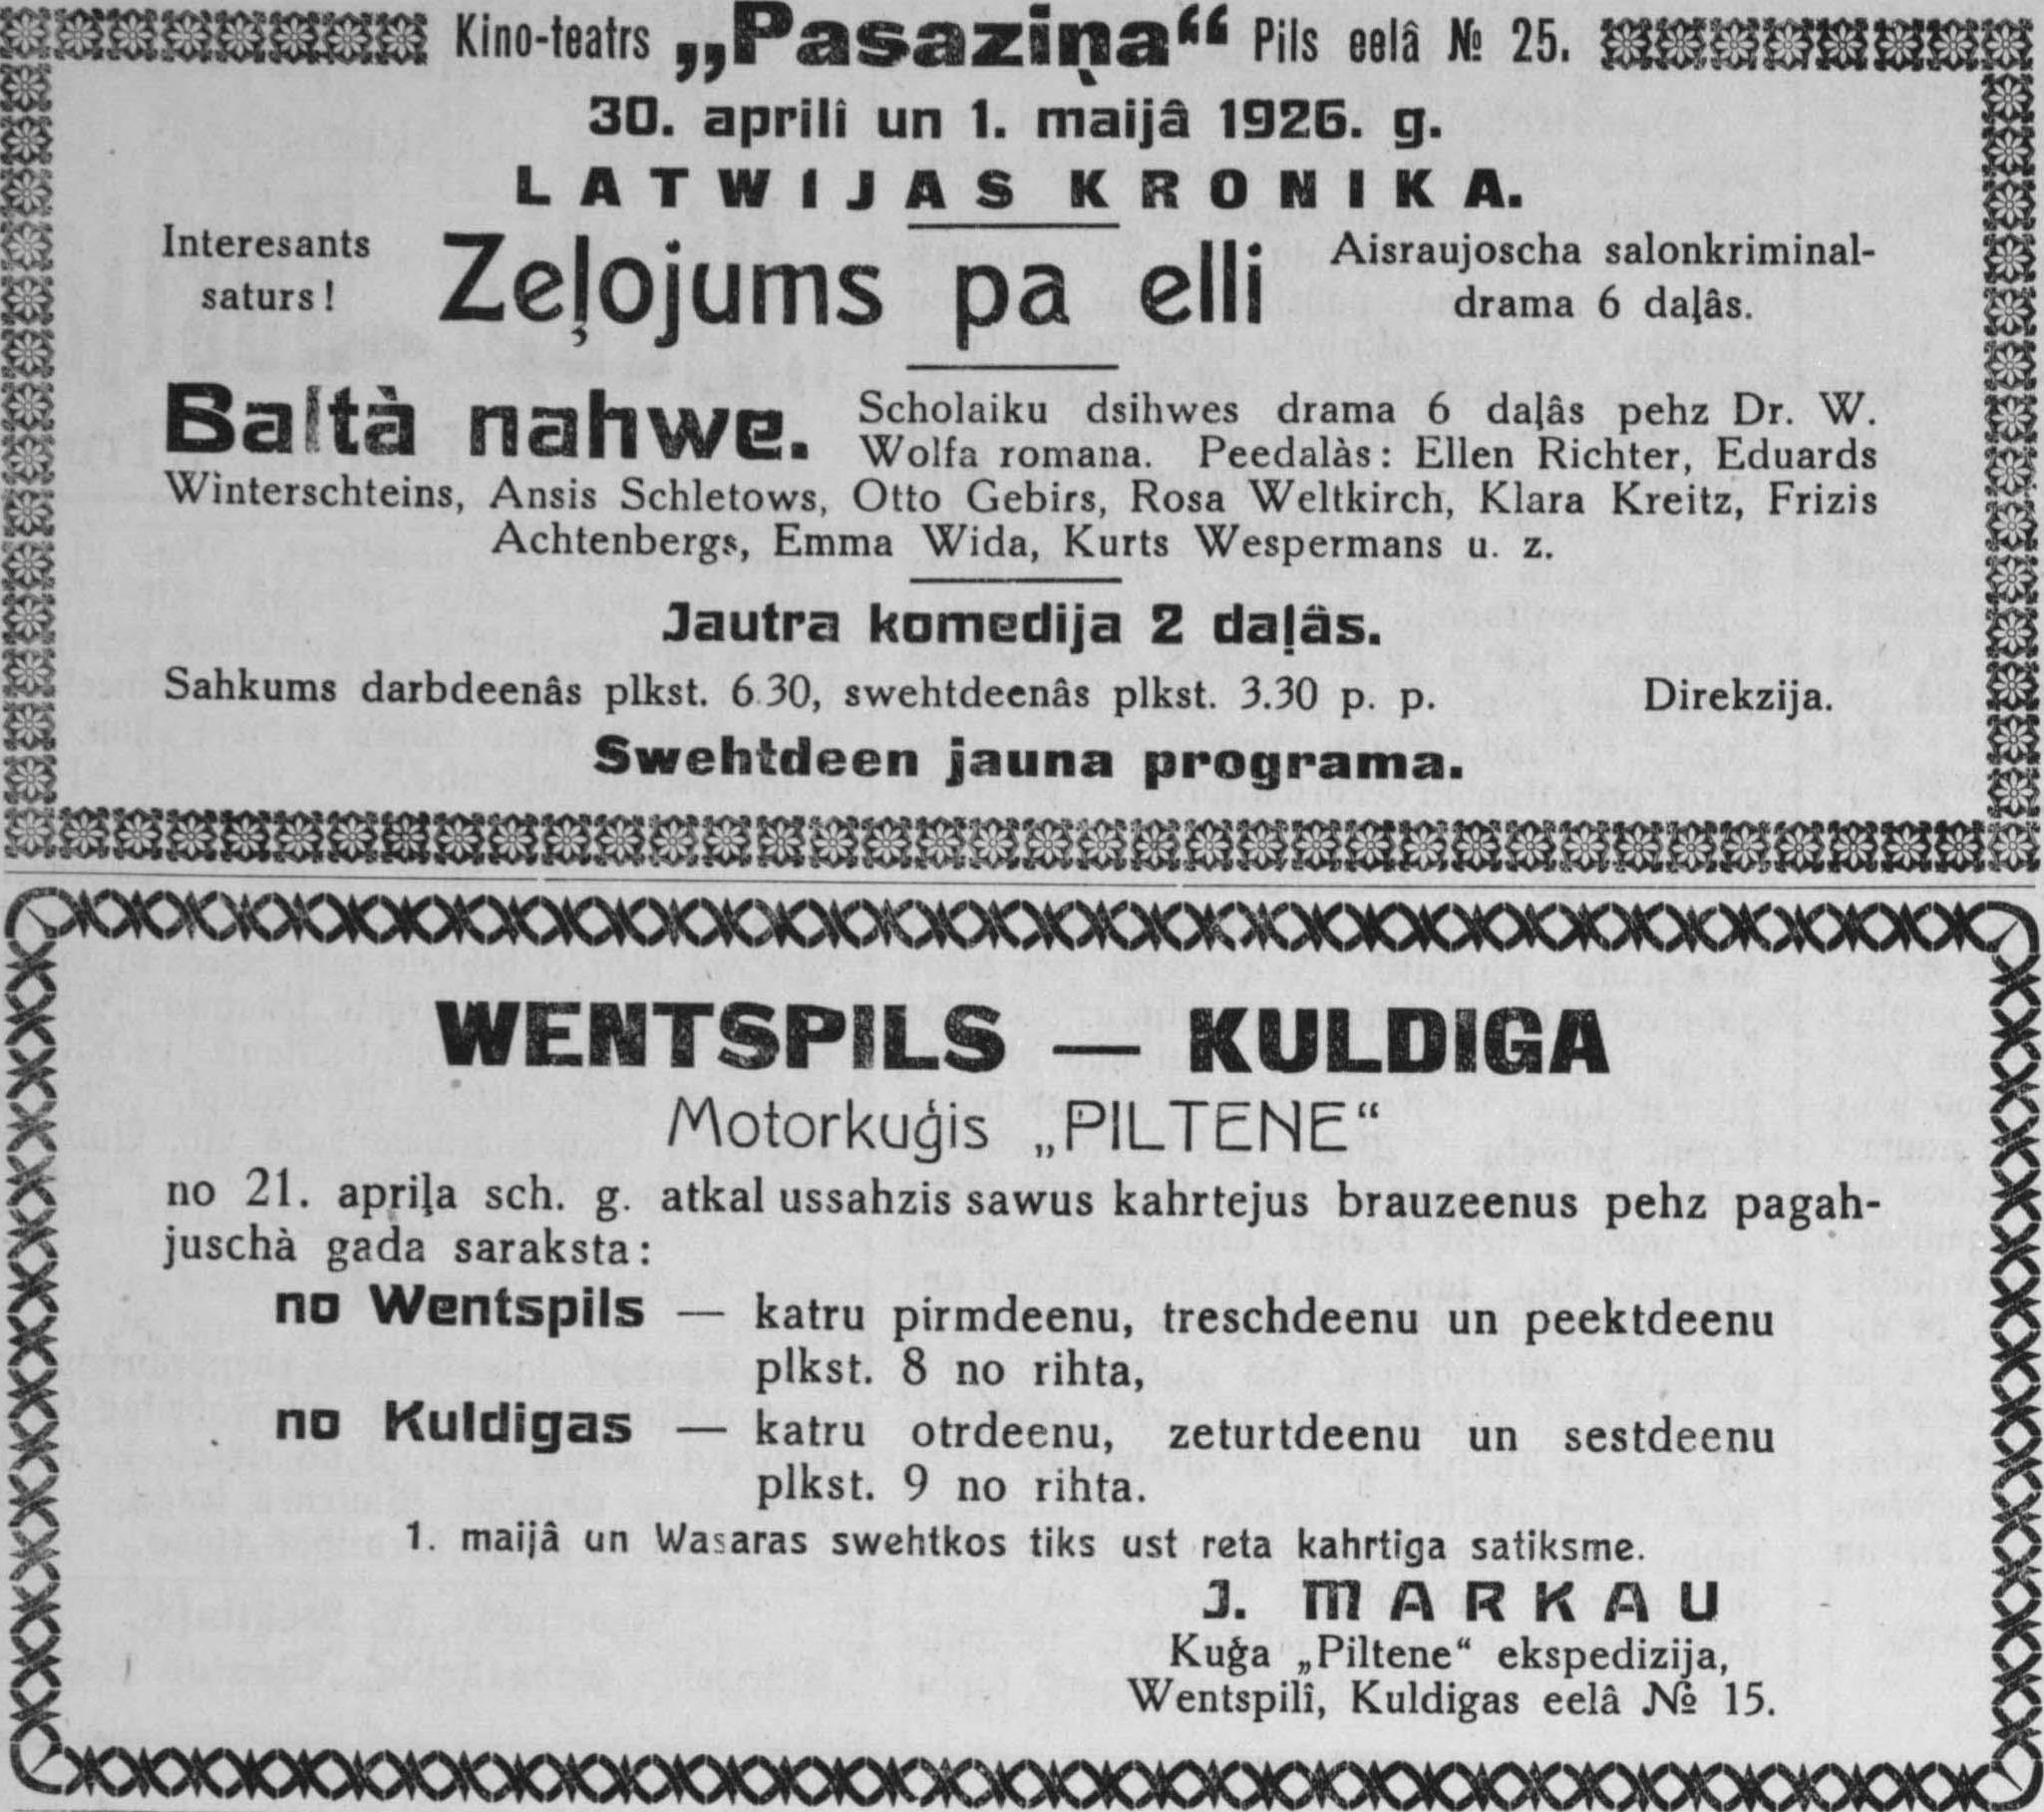 Kino-teatrs „Pasaziņa“ Pils eelâ № 25.
30. aprilî un 1. maijâ 1926. g.
LATWIJAS KRONIKA.
Interesants saturs!
Zeļojums pa elli
Aisraujoscha salonkriminal-
drama 6 daļâs.
Baltà nahwe. Scholaiku dsihwes drama 6 daļâs pehz Dr. W.
Wolfa romana. Peedalàs: Ellen Richter, Eduards
Winterschteins, Ansis Schletows, Otto Gebirs, Rosa Weltkirch, Klara Kreitz, Frizis
Achtenbergs, Emma Wida, Kurts Wespermans u. z.
Jautra komedija 2 daļâs.
Sahkums darbdeenâs plkst. 6.30, swehtdeenâs plkst. 3.30 p. p. Direkzija.
Swehtdeen jauna programa.
WENTSPILS — KULDIGA
Motorkuģis „PILTENE“
no 21. apriļa sch. g. atkal ussahzis sawus kahrtejus brauzeenus pehz pagah-
juschà gada saraksta:
no Wentspils — katru pirmdeenu, treschdeenu un peektdeenu
plkst. 8 no rihta,
no Kuldigas — katru otrdeenu, zeturtdeenu un sestdeenu
plkst. 9 no rihta.
1. maijâ un Wasaras swehtkos tiks ust reta kahrtiga satiksme.
J. MARKAU
Kuģa „Piltene“ ekspedizija,
Wentspilî, Kuldigas eelâ № 15.